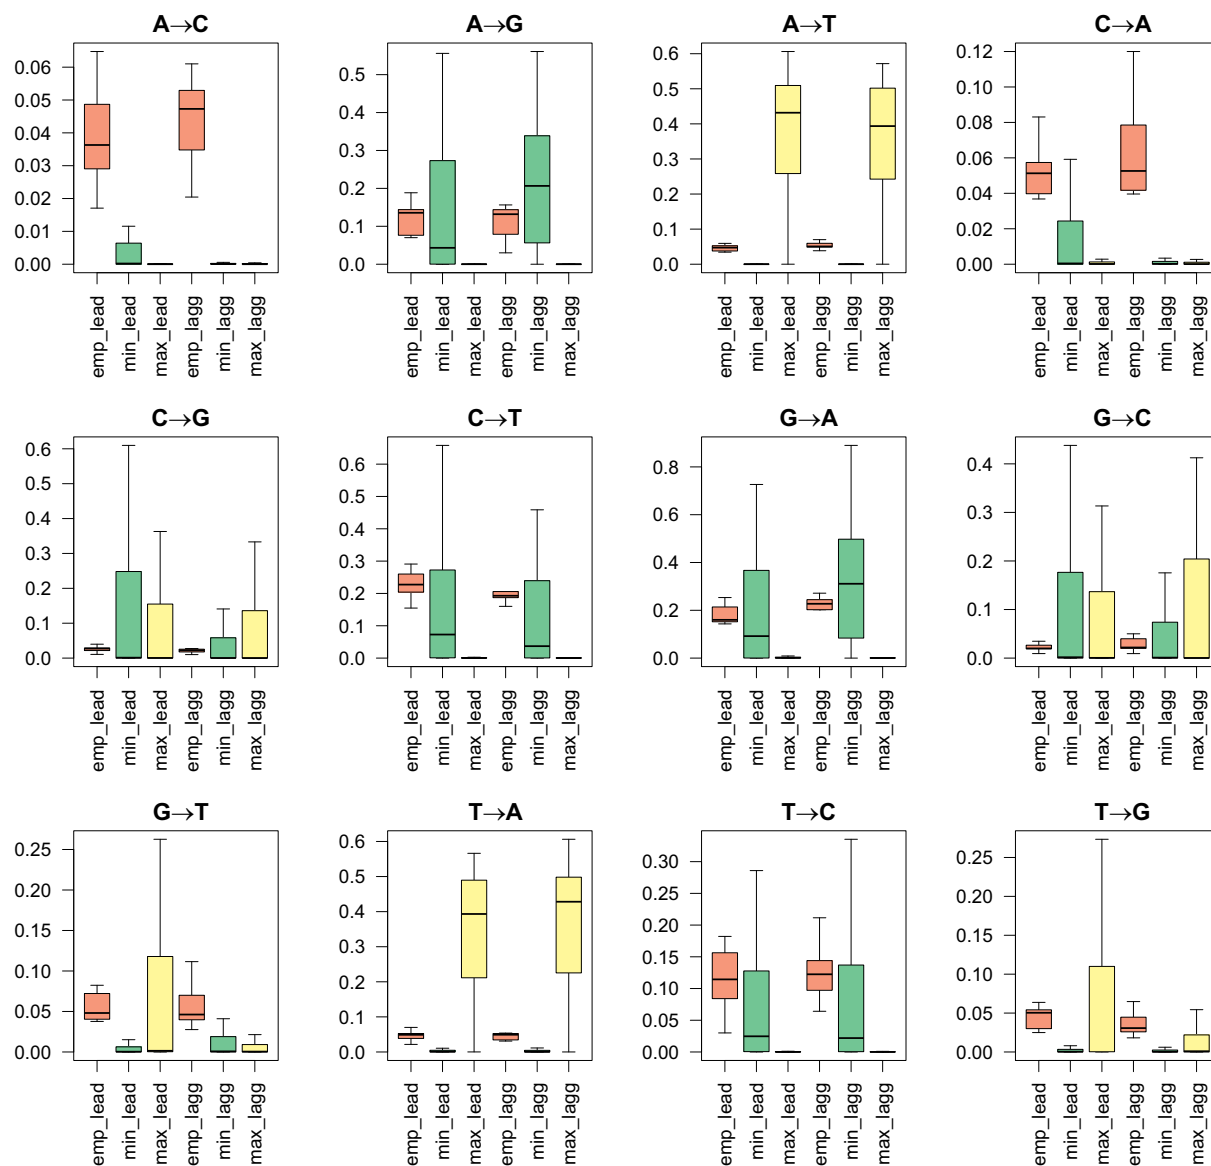 A→C A→G A→T C→A
0.06 0.05 0.04 0.03 0.02 0.01 0.00
0.5 0.4 0.3 0.2 0.1 0.0
0.6 0.5 0.4 0.3 0.2 0.1 0.0
0.12 0.10 0.08 0.06 0.04 0.02 0.00
emp_lead min_lead max_lead emp_lagg min_lagg max_lagg
emp_lead min_lead max_lead emp_lagg min_lagg max_lagg
emp_lead min_lead max_lead emp_lagg min_lagg max_lagg
emp_lead min_lead max_lead emp_lagg min_lagg max_lagg
C→G C→T G→A G→C
0.6 0.5 0.4 0.3 0.2 0.1 0.0
0.6 0.5 0.4 0.3 0.2 0.1 0.0
0.8 0.6 0.4 0.2 0.0
0.4 0.3 0.2 0.1 0.0
emp_lead min_lead max_lead emp_lagg min_lagg max_lagg
emp_lead min_lead max_lead emp_lagg min_lagg max_lagg
emp_lead min_lead max_lead emp_lagg min_lagg max_lagg
emp_lead min_lead max_lead emp_lagg min_lagg max_lagg
G→T T→A T→C T→G
0.25 0.20 0.15 0.10 0.05 0.00
0.6 0.5 0.4 0.3 0.2 0.1 0.0
0.30 0.25 0.20 0.15 0.10 0.05 0.00
0.25 0.20 0.15 0.10 0.05 0.00
emp_lead min_lead max_lead emp_lagg min_lagg max_lagg
emp_lead min_lead max_lead emp_lagg min_lagg max_lagg
emp_lead min_lead max_lead emp_lagg min_lagg max_lagg
emp_lead min_lead max_lead emp_lagg min_lagg max_lagg